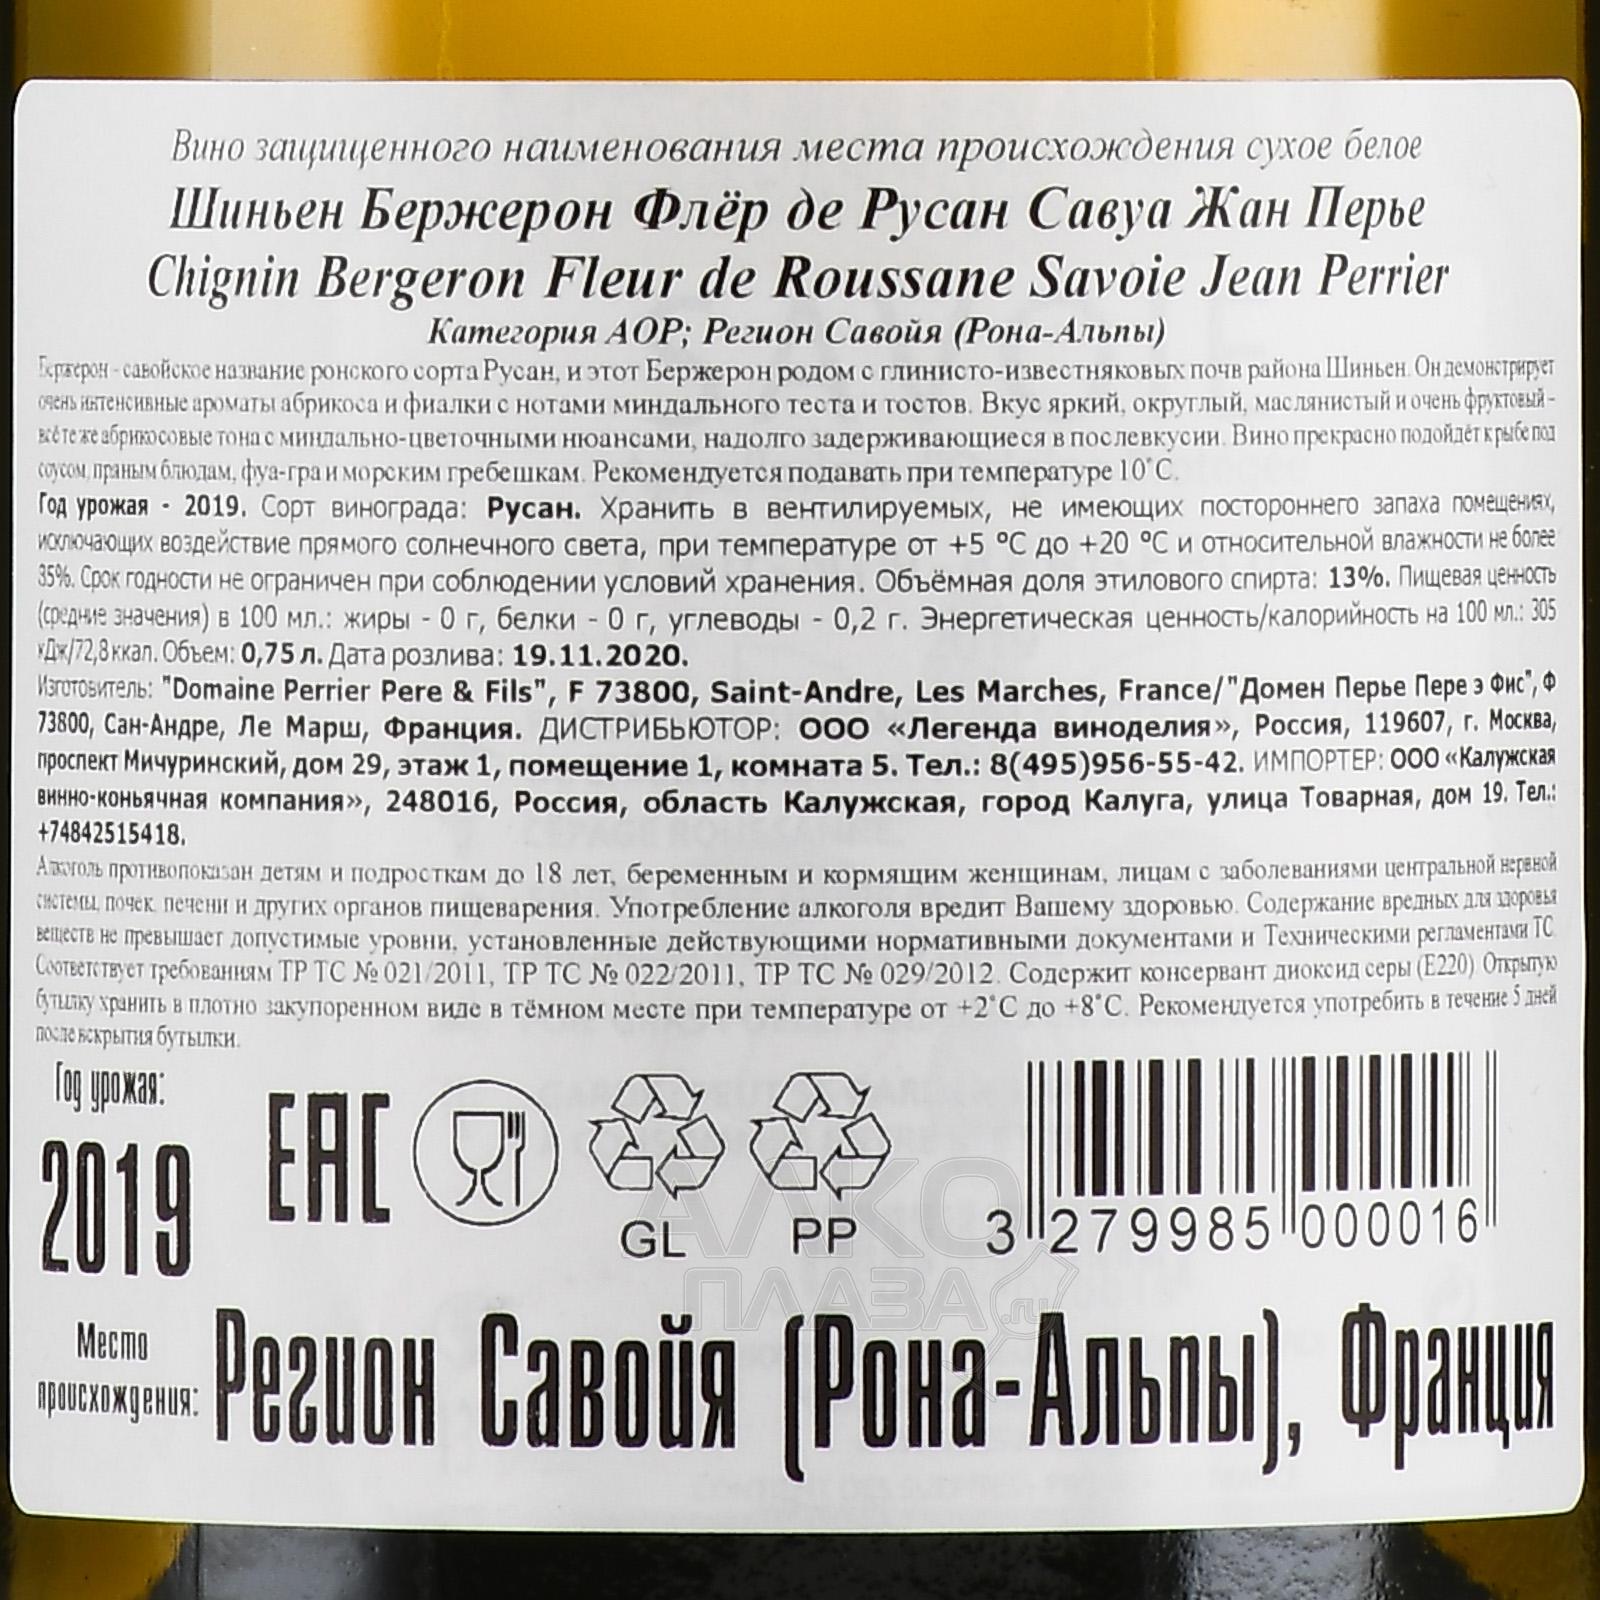 Вино защищенного наименования места происхождения сухое белое
Шиньен Бержерон Флёр де Русан Савуа Жан Перье
Chignin Bergeron Fleur de Roussane Savoie Jean Perrier
Категория AOP; Регион Савойя (Рона-Альпы)
Бержерон - савойское название ронского сорта Русан, и этот Бержерон родом с глинисто-известняковых почв района Шиньен. Он демонстрирует
очень интенсивные ароматы абрикоса и фиалки с нотами миндального теста и тостов. Вкус яркий, округлый, маслянистый и очень фруктовый -
всё те же абрикосовые тона с миндально-цветочными нюансами, надолго задерживающиеся в послевкусии. Вино прекрасно подойдёт к рыбе под
соусом, пряным блюдам, фуа-гра и морским гребешкам. Рекомендуется подавать при температуре 10˚С.
Год урожая - 2019. Сорт винограда: Русан. Хранить в вентилируемых, не имеющих постороннего запаха помещениях,
исключающих воздействие прямого солнечного света, при температуре от +5 °С до +20 °С и относительной влажности не более
35%. Срок годности не ограничен при соблюдении условий хранения. Объёмная доля этилового спирта: 13%. Пищевая ценность
(средние значения) в 100 мл.: жиры - 0 г, белки - 0 г, углеводы - 0,2 г. Энергетическая ценность/калорийность на 100 мл.: 305
кДж/72,8 ккал. Объем: 0,75 л. Дата розлива: 19.11.2020.
Изготовитель: "Domaine Perrier Pere & Fils", F 73800, Saint-Andre, Les Marches, France/"Домен Перье Пере э Фис", Ф
73800, Сан-Андре, Ле Марш, Франция. ДИСТРИБЬЮТОР: ООО «Легенда виноделия», Россия, 119607, г. Москва,
проспект Мичуринский, дом 29, этаж 1, помещение 1, комната 5. Тел.: 8(495)956-55-42. ИМПОРТЕР: ООО «Калужская
винно-коньячная компания», 248016, Россия, область Калужская, город Калуга, улица Товарная, дом 19. Тел.:
+74842515418.
Алкоголь противопоказан детям и подросткам до 18 лет, беременным и кормящим женщинам, лицам с заболеваниями центральной нервной
системы, почек, печени и других органов пищеварения. Употребление алкоголя вредит Вашему здоровью. Содержание вредных для здоровья
веществ не превышает допустимые уровни, установленные действующими нормативными документами и Техническими регламентами ТС.
Соответствует требованиям ТР ТС № 021/2011, ТР ТС № 022/2011, ТР ТС № 029/2012. Содержит консервант диоксид серы (Е220). Открытую
бутылку хранить в плотно закупоренном виде в тёмном месте при температуре от +2˚С до +8˚С. Рекомендуется употребить в течение 5 дней
после вскрытия бутылки.
Год урожая:
2019
EAC
GL
PP
3 279985 000016
АЛКО
ПЛАЗА.ru
Место
происхождения:
Регион Савойя (Рона-Альпы), Франция